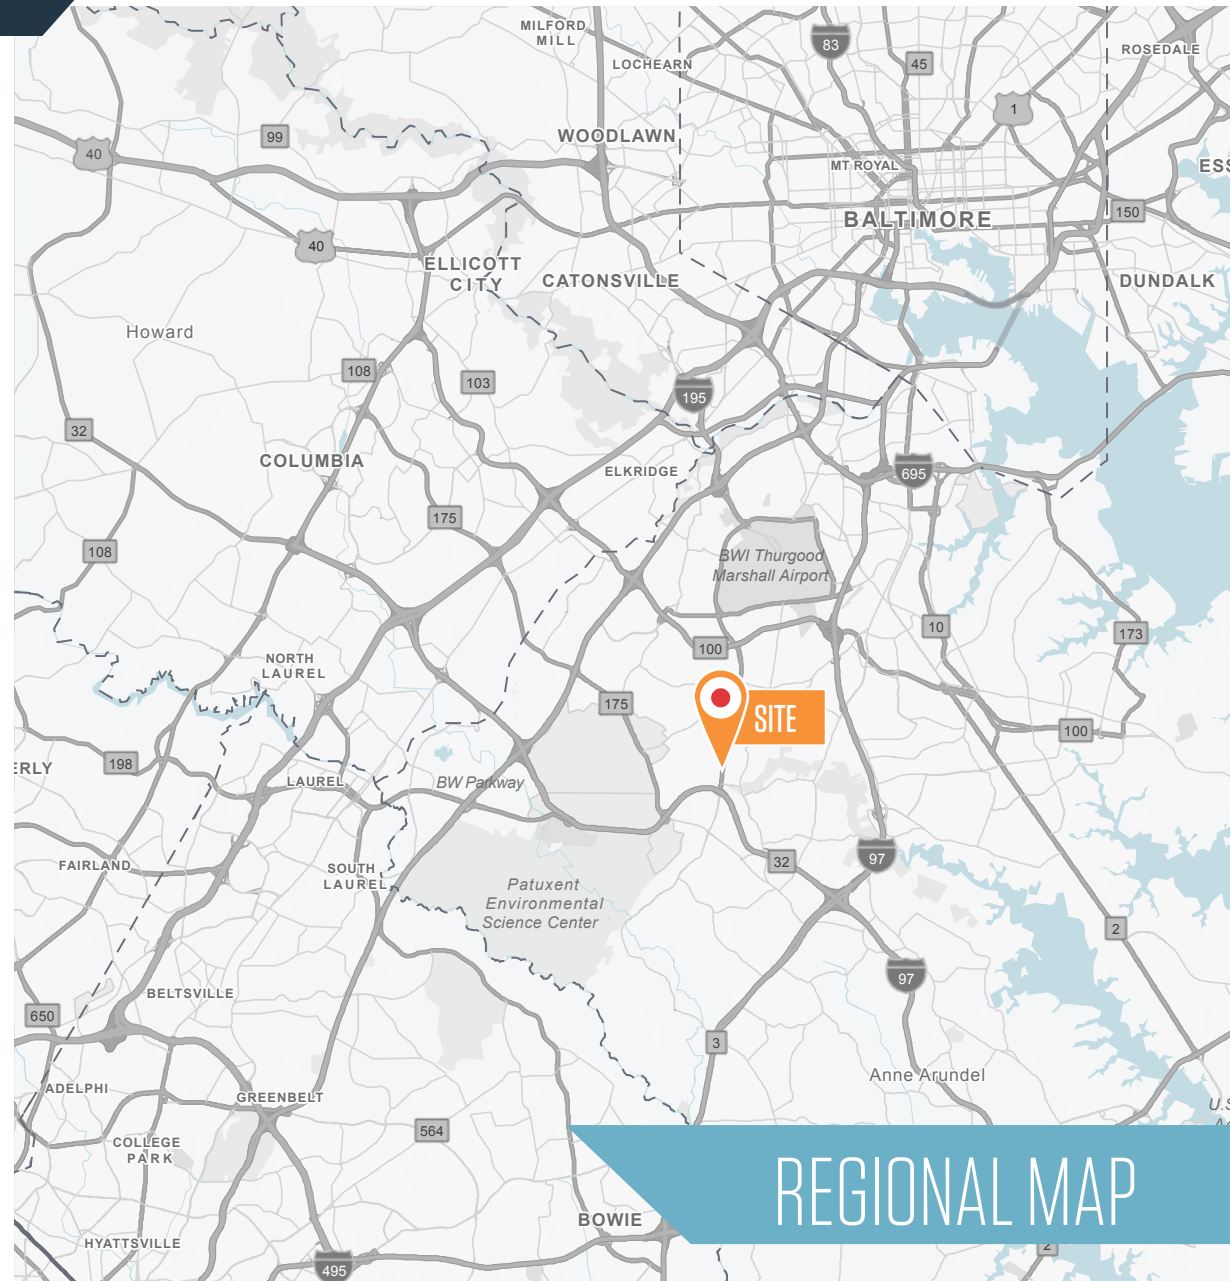 MILFORD
MILL
LOCHEARN
83
45
ROSEDALE
1
99
40
WOODLAWN
MT ROYAL
ESS
BALTIMORE
150
40
ELLICOTT
CITY
CATONSVILLE
DUNDALK
Howard
108
103
195
32
COLUMBIA
ELKRIDGE
695
175
108
BWI Thurgood
Marshall Airport
10
173
100
NORTH
LAUREL
175
SITE
100
ERLY
198
LAUREL
BW Parkway
FAIRLAND
SOUTH
LAUREL
32
97
Patuxent
Environmental
Science Center
2
97
BELTSVILLE
650
3
Anne Arundel
ADELPHI
GREENBELT
U.S
564
COLLEGE
PARK
REGIONAL MAP
BOWIE
HYATTSVILLE
2
495